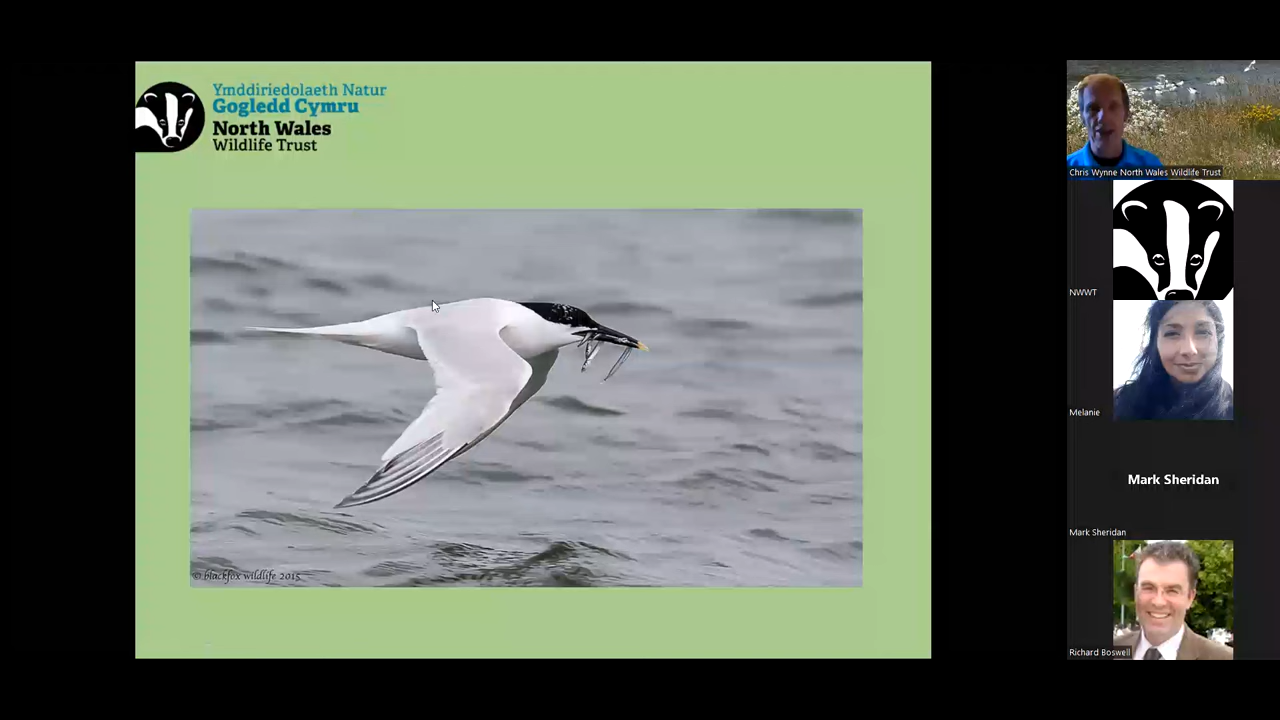 Ymddiriedolaeth Natur
Gogledd Cymru
North Wales
Wildlife Trust
© blackfox wildlife 2015
Chris Wynne North Wales Wildlife Trust
NWWT
Melanie
Mark Sheridan
Mark Sheridan
Richard Boswell